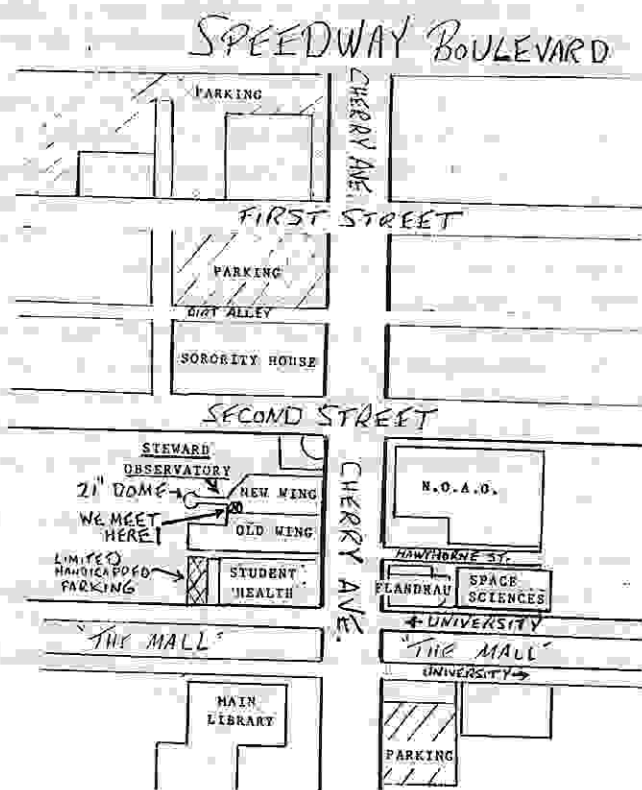 SPEEDWAY BOULEVARD
PARKING
CHERRY AVE.
FIRST STREET
PARKING
DIRT ALLEY
SORORITY HOUSE
SECOND STREET
STEWARD
OBSERVATORY
21" DOME
NEW WING
WE MEET
HERE!
OLD WING
LIMITED
HANDICAPPED
PARKING
STUDENT
HEALTH
CHERRY AVE.
N.O.A.O.
HAWTHORNE ST.
FLANDRAU
SPACE
SCIENCES
← UNIVERSITY
"THE MALL"
"THE MALL"
UNIVERSITY →
MAIN
LIBRARY
PARKING